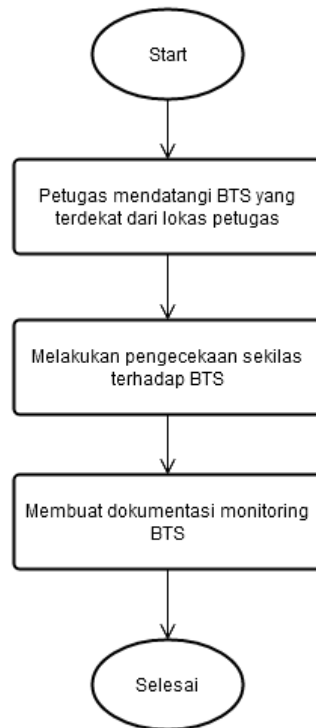 Start
Petugas mendatangi BTS yang
terdekat dari lokas petugas
Melakukan pengecekaan sekilas
terhadap BTS
Membuat dokumentasi monitoring
BTS
Selesai